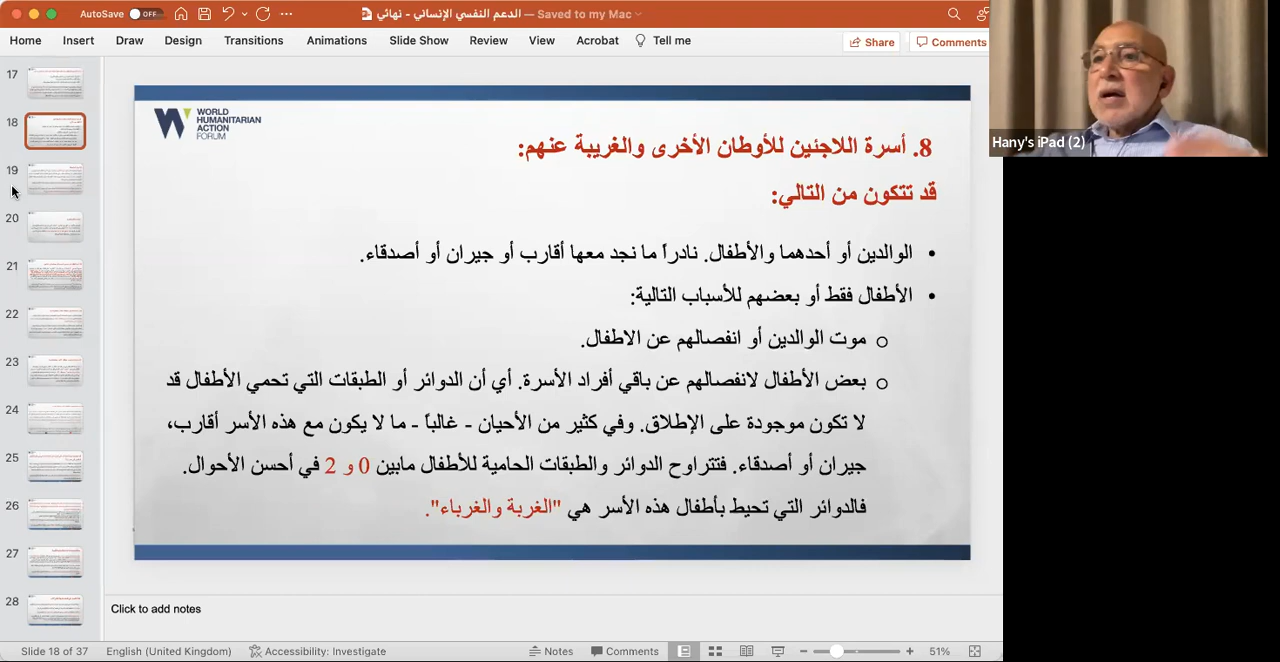 AutoSave OFF
الدعم النفسي الإنساني - نهائي — Saved to my Mac
Home Insert Draw Design Transitions Animations Slide Show Review View Acrobat Tell me
Share Comments
17
18
19
20
21
22
23
24
25
26
27
28
WORLD
HUMANITARIAN
ACTION
FORUM
8. أسرة اللاجئين للأوطان الأخرى والغريبة عنهم:
قد تتكون من التالي:
• الوالدين أو أحدهما والأطفال. نادراً ما نجد معها أقارب أو جيران أو أصدقاء.
• الأطفال فقط أو بعضهم للأسباب التالية:
o موت الوالدين أو انفصالهم عن الاطفال.
o بعض الأطفال لانفصالهم عن باقي أفراد الأسرة. أي أن الدوائر أو الطبقات التي تحمي الأطفال قد
لا تكون موجودة على الإطلاق. وفي كثير من الأحيان - غالباً - ما لا يكون مع هذه الأسر أقارب،
جيران أو أصدقاء. فتتراوح الدوائر والطبقات الحميّة للأطفال مابين 0 و 2 في أحسن الأحوال.
فالدوائر التي تحيط بأطفال هذه الأسر هي "الغربة والغرباء".
Hany's iPad (2)
Click to add notes
Slide 18 of 37 English (United Kingdom) Accessibility: Investigate Notes Comments 51%